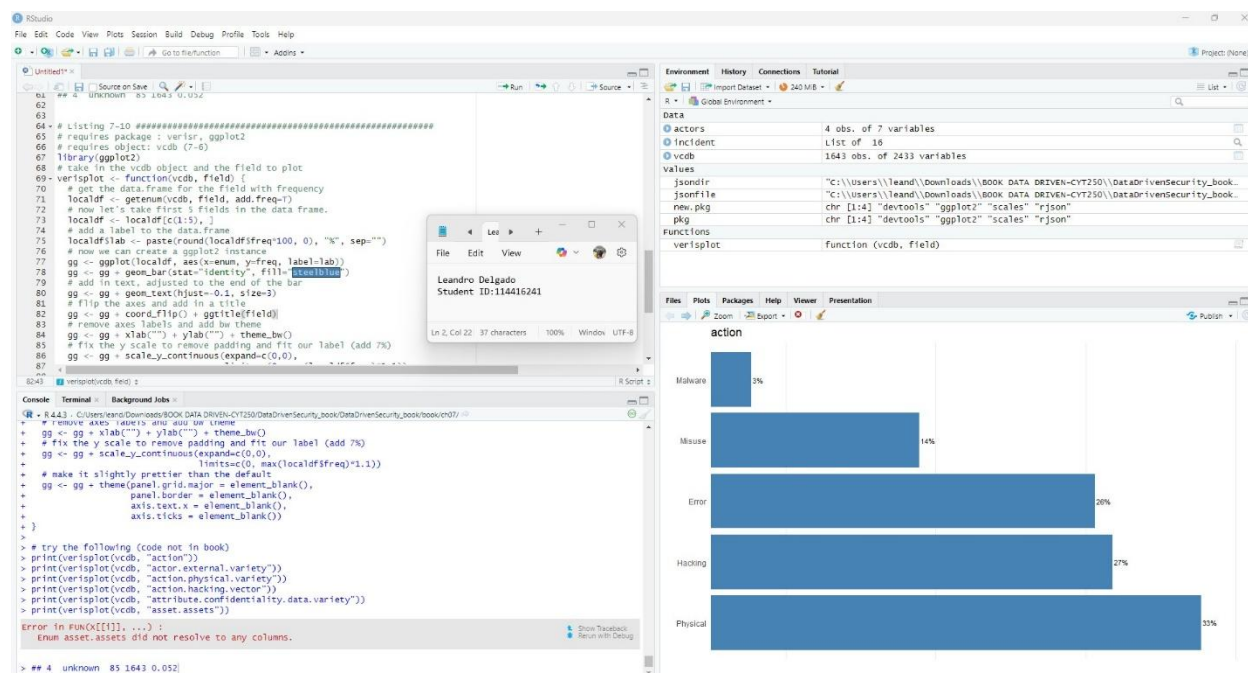 RStudio
File Edit Code View Plots Session Build Debug Profile Tools Help
Go to file/function Addins
Project: (None)
Untitled1*
Source on Save Run Source
61 ## 4 unknown 85 1643 0.052
62
63
64 # Listing 7-10 ###########################################################
65 # requires package : verisr, ggplot2
66 # requires object: vcdb (7-6)
67 library(ggplot2)
68 # take in the vcdb object and the field to plot
69 verisplot <- function(vcdb, field) {
70 # get the data.frame for the field with frequency
71 localdf <- getenum(vcdb, field, add.freq=T)
72 # now let's take first 5 fields in the data frame.
73 localdf <- localdf[c(1:5), ]
74 # add a label to the data.frame
75 localdf$lab <- paste(round(localdf$freq*100, 0), "%", sep="")
76 # now we can create a ggplot2 instance
77 gg <- ggplot(localdf, aes(x=enum, y=freq, label=lab))
78 gg <- gg + geom_bar(stat="identity", fill="steelblue")
79 # add in text, adjusted to the end of the bar
80 gg <- gg + geom_text(hjust=-0.1, size=3)
81 # flip the axes and add in a title
82 gg <- gg + coord_flip() + ggtitle(field)
83 # remove axes labels and add bw theme
84 gg <- gg + xlab("") + ylab("") + theme_bw()
85 # fix the y scale to remove padding and fit our label (add 7%)
86 gg <- gg + scale_y_continuous(expand=c(0,0),
87
82:43 verisplot(vcdb, field) R Script
Lea
File Edit View
Leandro Delgado
Student ID:114416241
Ln 2, Col 22 37 characters 100% Window UTF-8
Console Terminal Background Jobs
R 4.4.3 · C:/Users/leand/Downloads/BOOK DATA DRIVEN-CYT250/DataDrivenSecurity_book/DataDrivenSecurity_book/book/ch07/
+ # remove axes labels and add bw theme
+ gg <- gg + xlab("") + ylab("") + theme_bw()
+ # fix the y scale to remove padding and fit our label (add 7%)
+ gg <- gg + scale_y_continuous(expand=c(0,0),
+ limits=c(0, max(localdf$freq)*1.1))
+ # make it slightly prettier than the default
+ gg <- gg + theme(panel.grid.major = element_blank(),
+ panel.border = element_blank(),
+ axis.text.x = element_blank(),
+ axis.ticks = element_blank())
+ }
>
> # try the following (code not in book)
> print(verisplot(vcdb, "action"))
> print(verisplot(vcdb, "actor.external.variety"))
> print(verisplot(vcdb, "action.physical.variety"))
> print(verisplot(vcdb, "action.hacking.vector"))
> print(verisplot(vcdb, "attribute.confidentiality.data.variety"))
> print(verisplot(vcdb, "asset.assets"))
Error in FUN(X[[i]], ...) :
Enum asset.assets did not resolve to any columns.
Show Traceback
Rerun with Debug
> ## 4 unknown 85 1643 0.052
Environment History Connections Tutorial
Import Dataset 240 MiB List
R Global Environment
Data
actors 4 obs. of 7 variables
incident List of 16
vcdb 1643 obs. of 2433 variables
Values
jsondir "C:\\Users\\leand\\Downloads\\BOOK DATA DRIVEN-CYT250\\DataDrivenSecurity_book…
jsonfile "C:\\Users\\leand\\Downloads\\BOOK DATA DRIVEN-CYT250\\DataDrivenSecurity_book…
new.pkg chr [1:4] "devtools" "ggplot2" "scales" "rjson"
pkg chr [1:4] "devtools" "ggplot2" "scales" "rjson"
Functions
verisplot function (vcdb, field)
Files Plots Packages Help Viewer Presentation
Zoom Export Publish
action
Malware 3%
Misuse 14%
Error 26%
Hacking 27%
Physical 33%